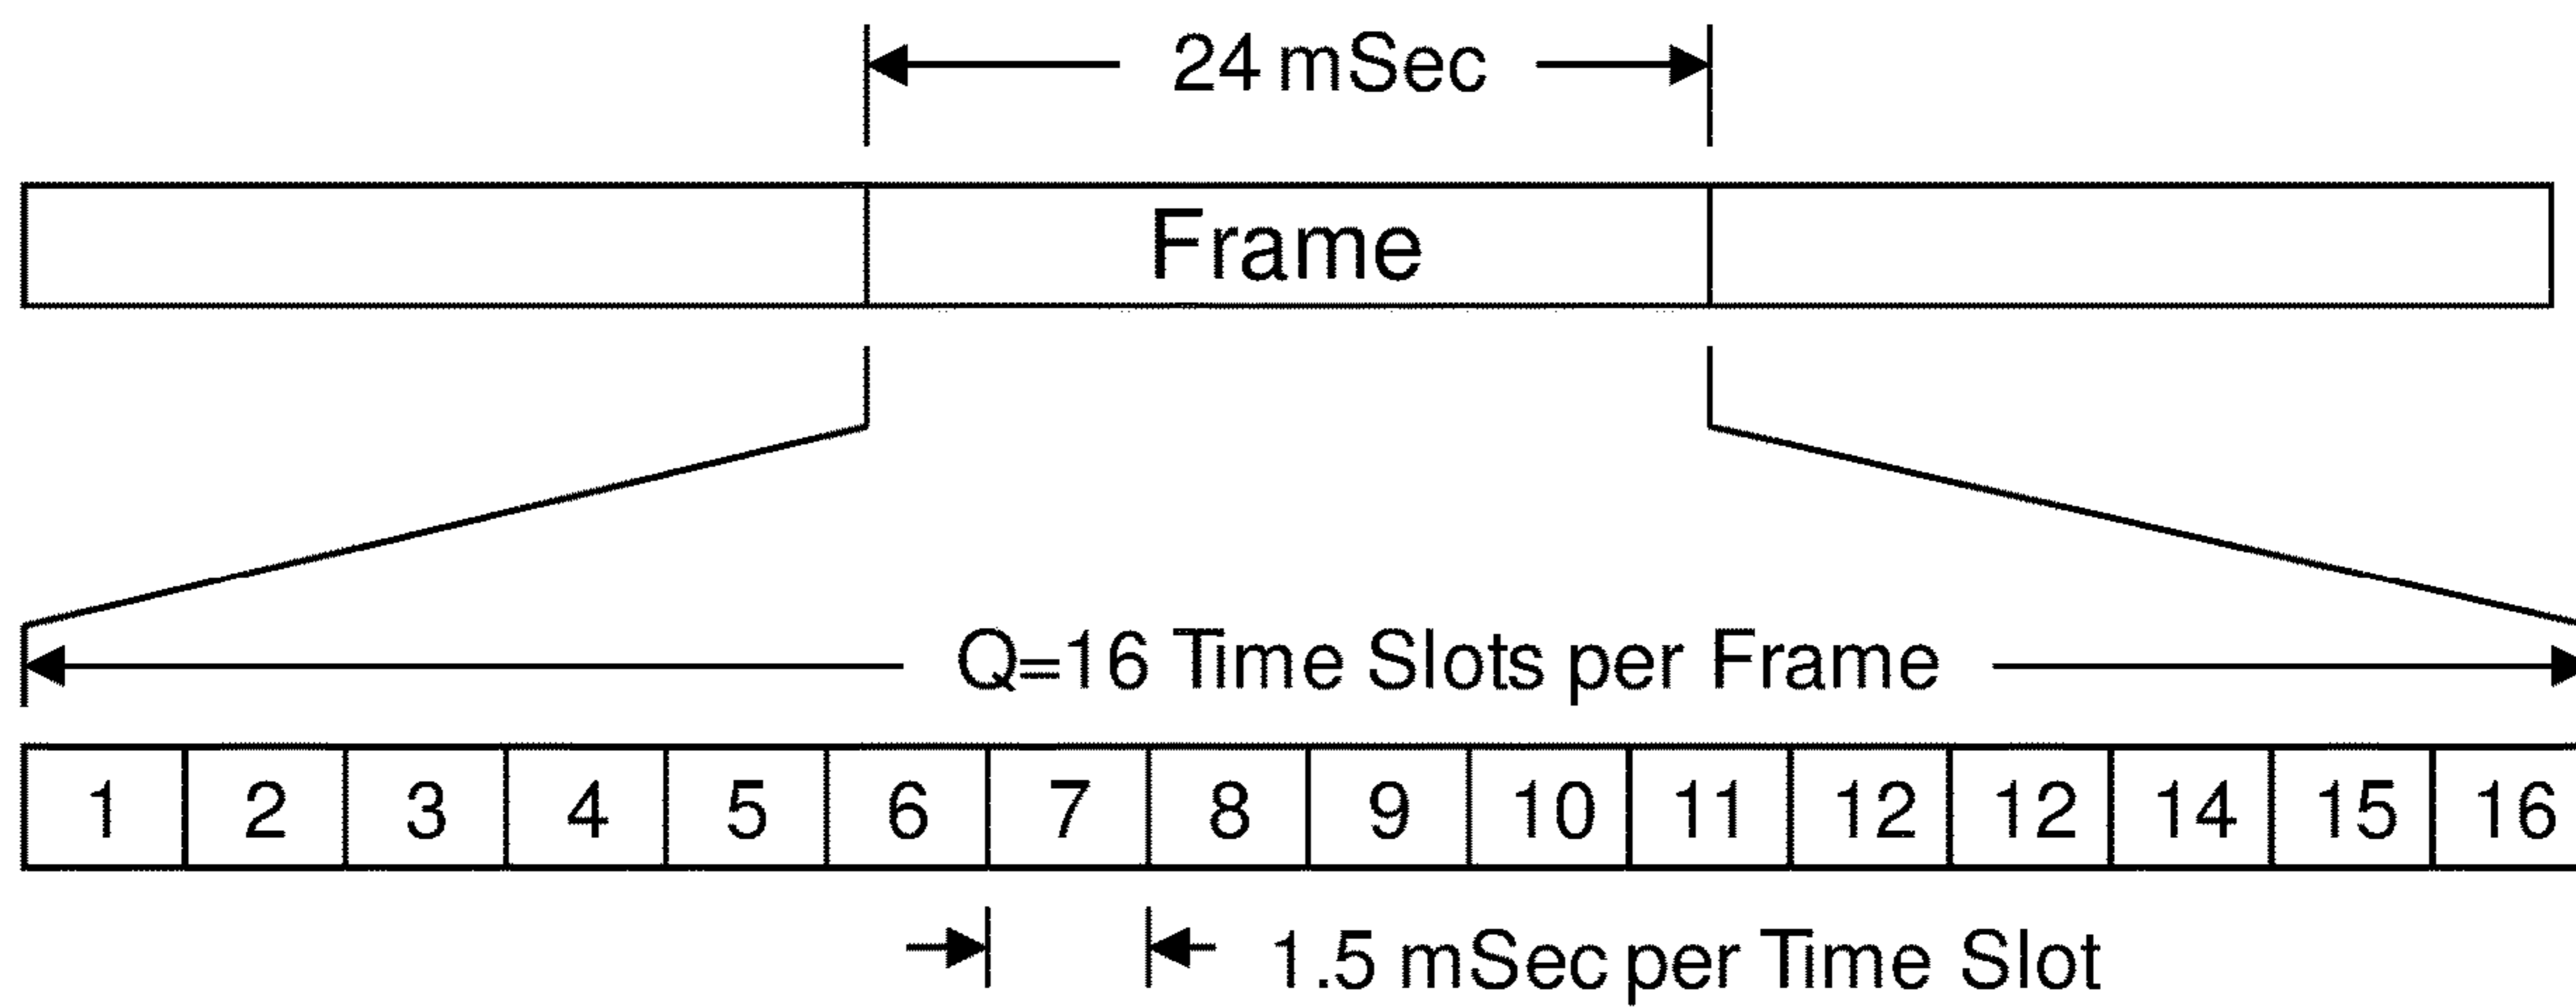 24 mSec
Frame
Q=16 Time Slots per Frame
1 2 3 4 5 6 7 8 9 10 11 12 12 14 15 16
1.5 mSec per Time Slot